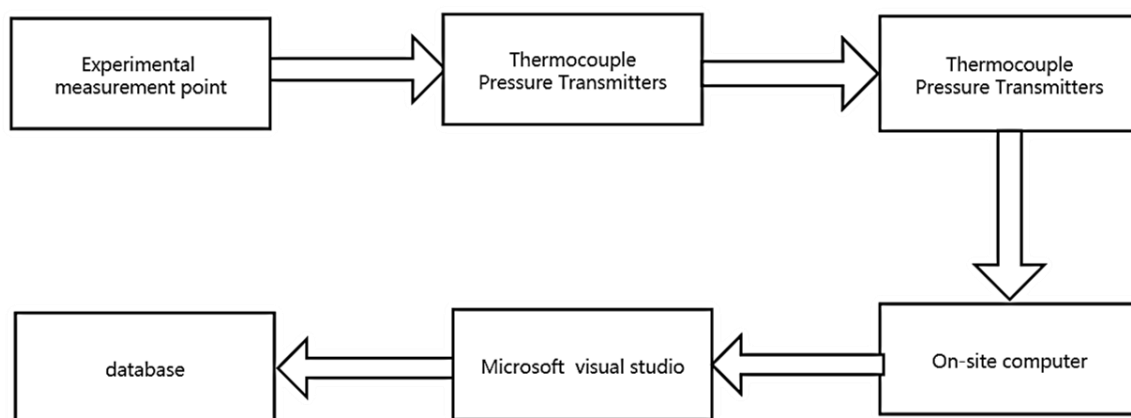 Experimental
measurement point
Thermocouple
Pressure Transmitters
Thermocouple
Pressure Transmitters
On-site computer
Microsoft visual studio
database